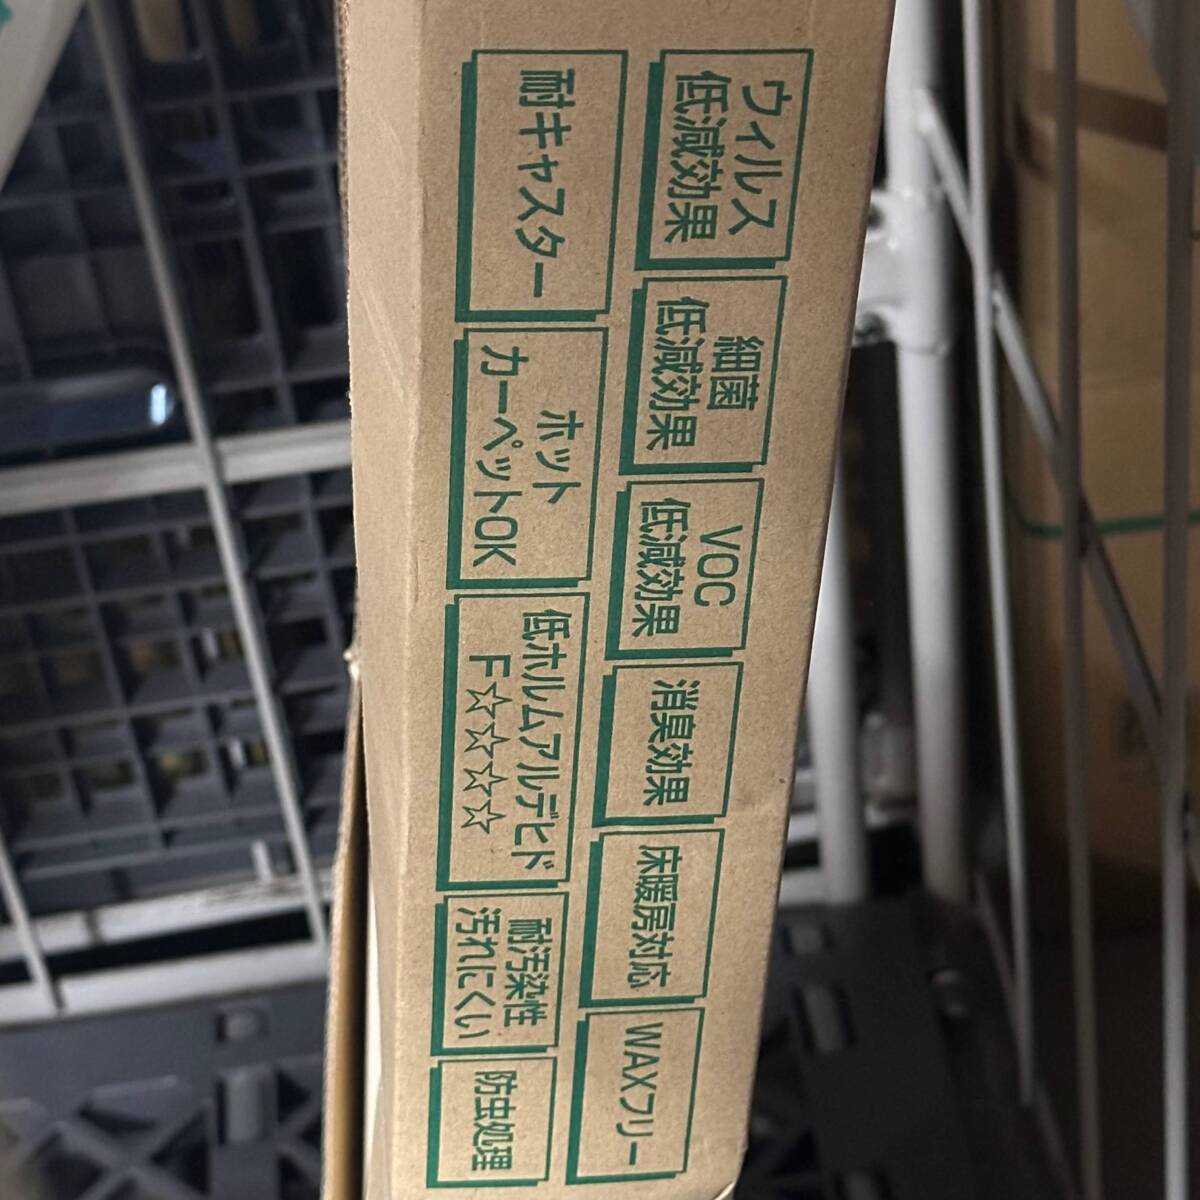 ウィルス
低減効果
細菌
低減効果
VOC
低減効果
消臭効果
床暖房対応
WAXフリー
耐キャスター
ホット
カーペットOK
低ホルムアルデヒド
F☆☆☆☆
耐汚染性
汚れにくい
防虫処理